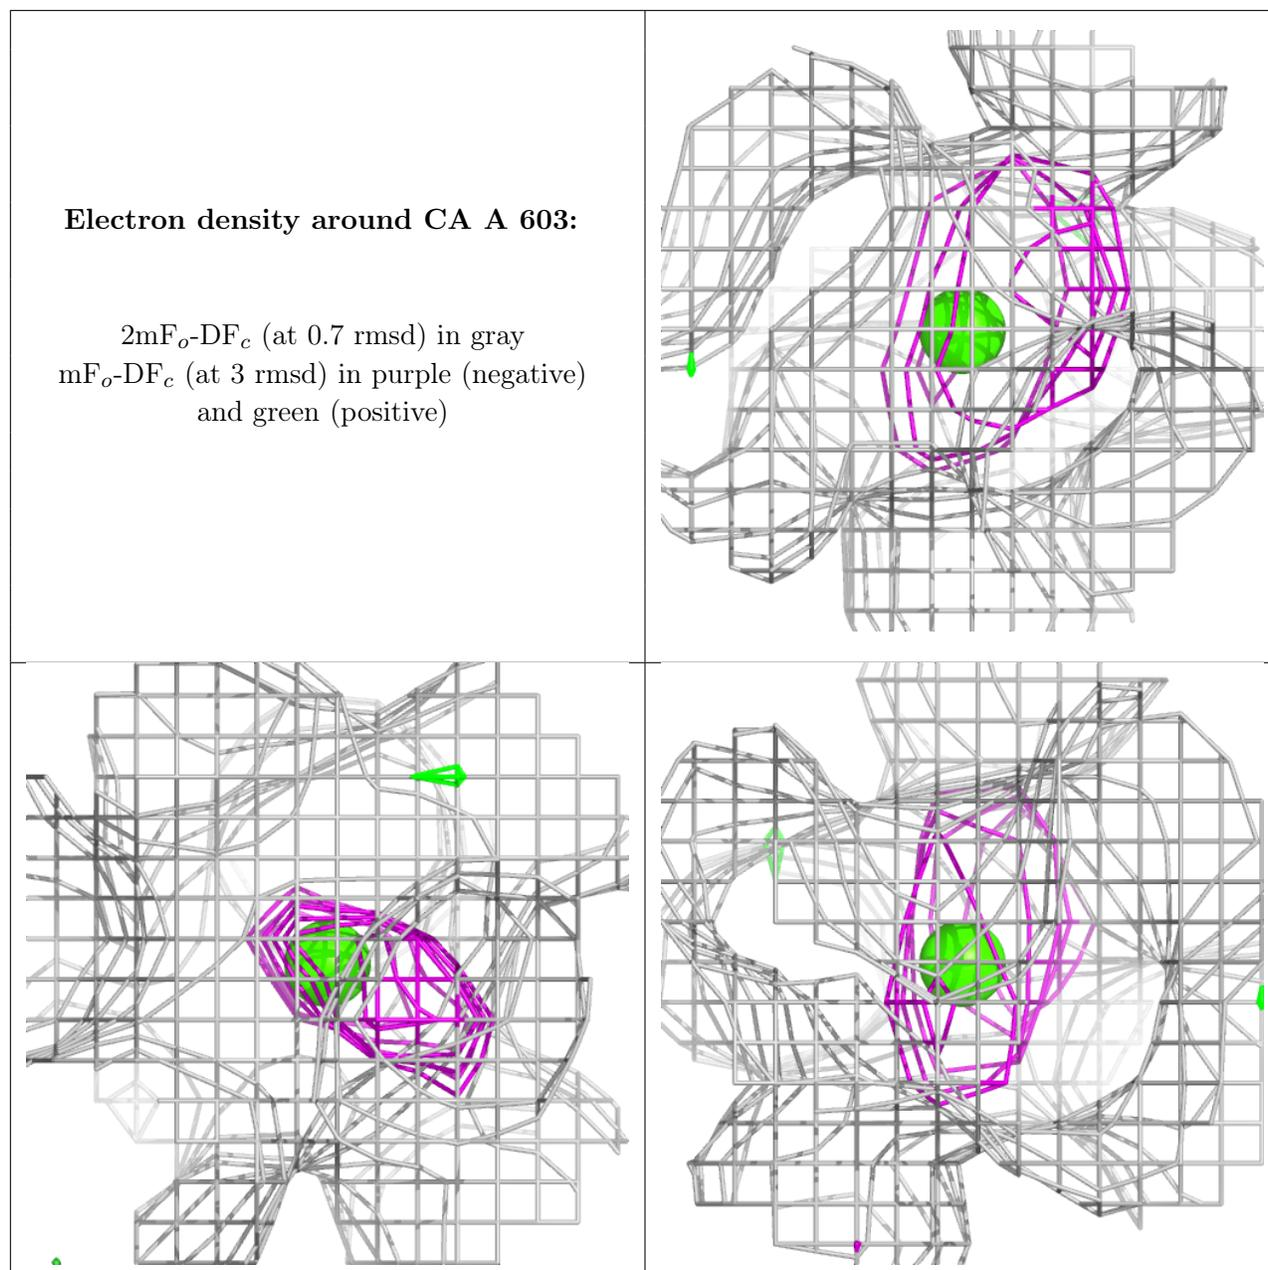 Electron density around CA A 603:
2mFo-DFc (at 0.7 rmsd) in gray
mFo-DFc (at 3 rmsd) in purple (negative)
and green (positive)